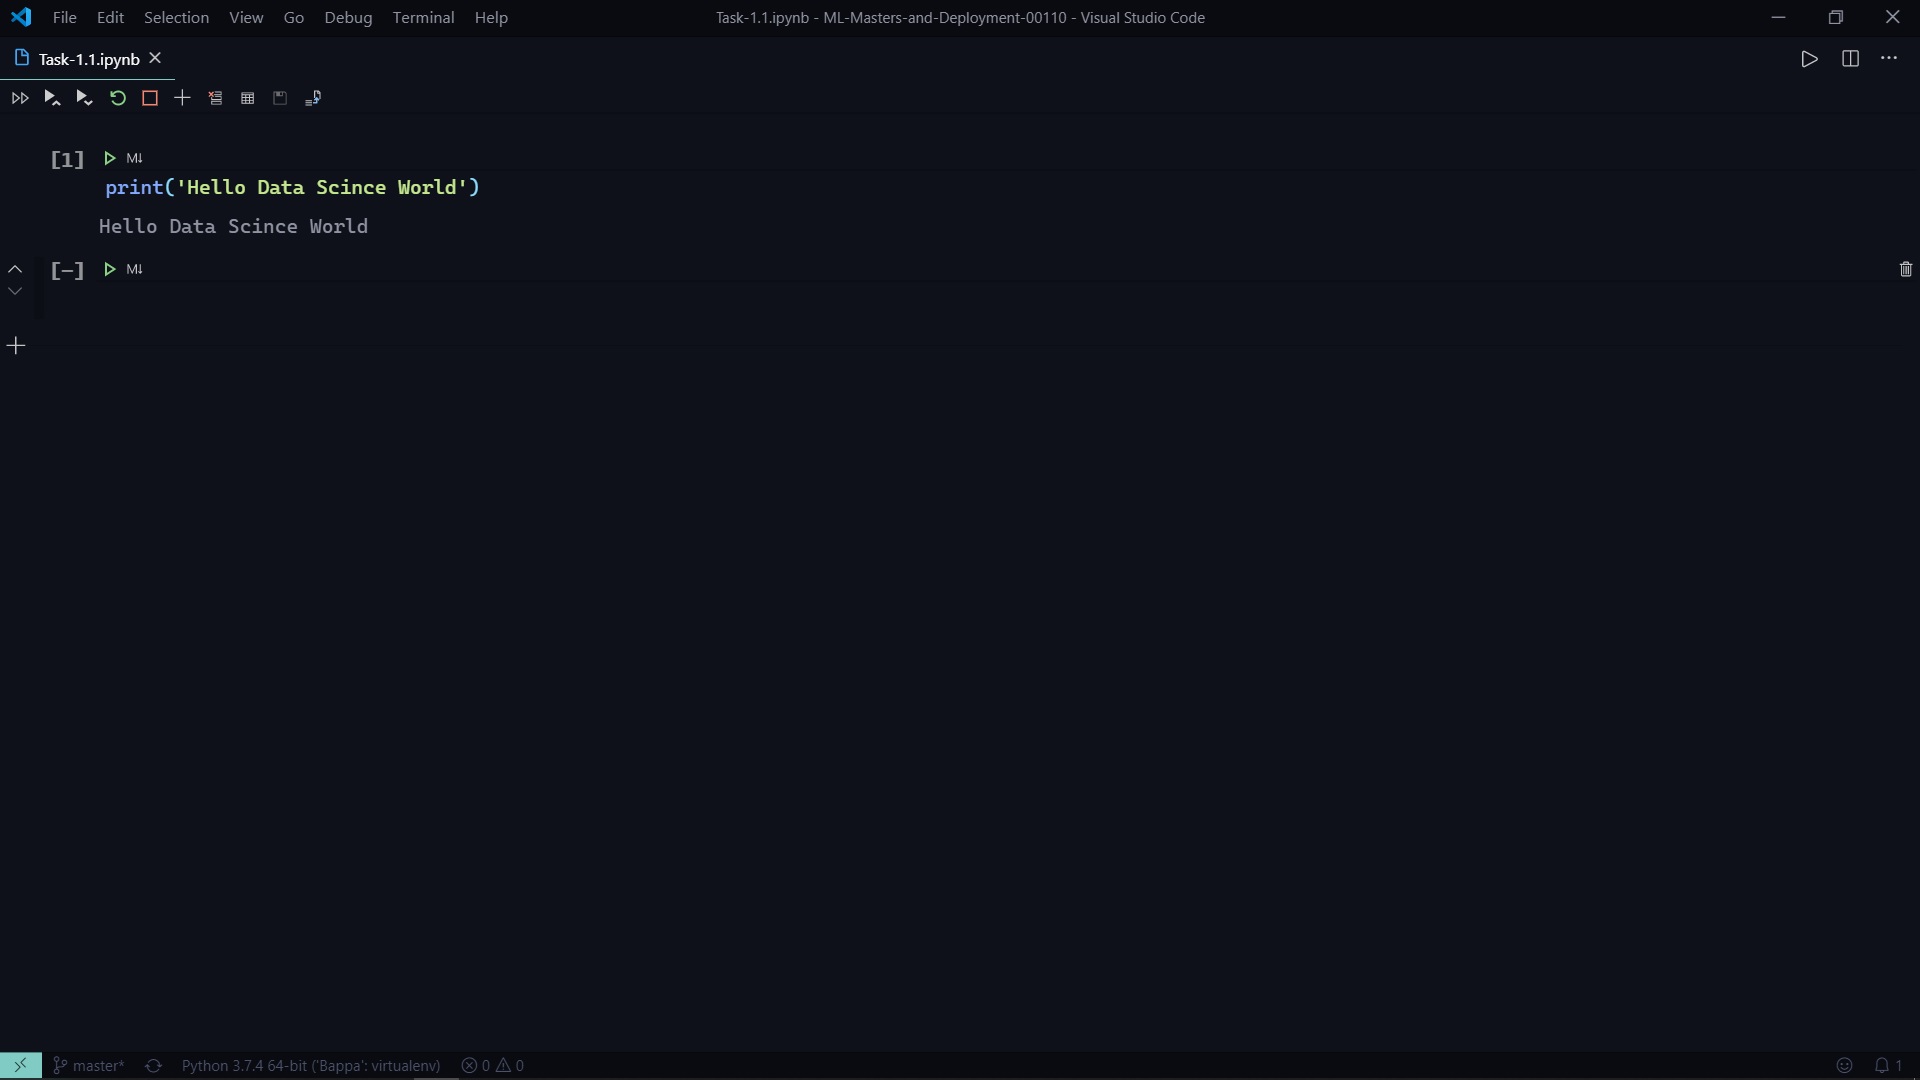 File Edit Selection View Go Debug Terminal Help
Task-1.1.ipynb - ML-Masters-and-Deployment-00110 - Visual Studio Code
Task-1.1.ipynb
[1] M↓
print('Hello Data Scince World')
Hello Data Scince World
[—] M↓
master* Python 3.7.4 64-bit ('Bappa': virtualenv) 0 0 1